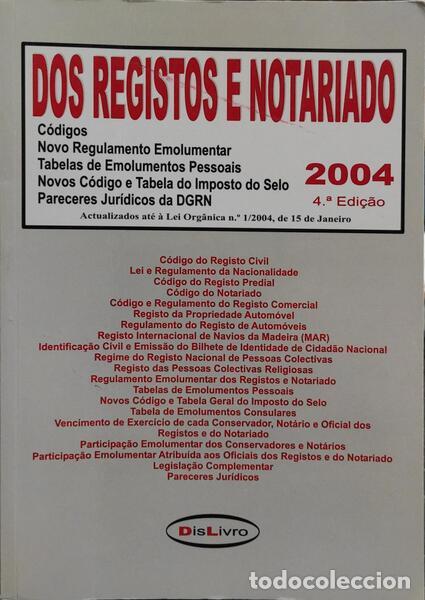 DOS REGISTOS E NOTARIADO
Códigos
Novo Regulamento Emolumentar
Tabelas de Emolumentos Pessoais
Novos Código e Tabela do Imposto do Selo
Pareceres Jurídicos da DGRN
2004
4.ª Edição
Actualizados até à Lei Orgânica n.º 1/2004, de 15 de Janeiro
Código do Registo Civil
Lei e Regulamento da Nacionalidade
Código do Registo Predial
Código do Notariado
Código e Regulamento do Registo Comercial
Registo da Propriedade Automóvel
Regulamento do Registo de Automóveis
Registo Internacional de Navios da Madeira (MAR)
Identificação Civil e Emissão do Bilhete de Identidade de Cidadão Nacional
Regime do Registo Nacional de Pessoas Colectivas
Registo das Pessoas Colectivas Religiosas
Regulamento Emolumentar dos Registos e Notariado
Tabelas de Emolumentos Pessoais
Novos Código e Tabela Geral do Imposto do Selo
Tabela de Emolumentos Consulares
Vencimento de Exercício de cada Conservador, Notário e Oficial dos
Registos e do Notariado
Participação Emolumentar dos Conservadores e Notários
Participação Emolumentar Atribuída aos Oficiais dos Registos e do Notariado
Legislação Complementar
Pareceres Jurídicos
DisLivro
todocoleccion